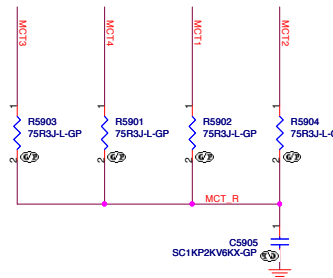 MCT3
MCT4
MCT1
MCT2
1
1
1
1
R5903
75R3J-L-GP
R5901
75R3J-L-GP
R5902
75R3J-L-GP
R5904
75R3J-L-G
2
2
2
2
MCT_R
1
C5905
SC1KP2KV6KX-GP
2